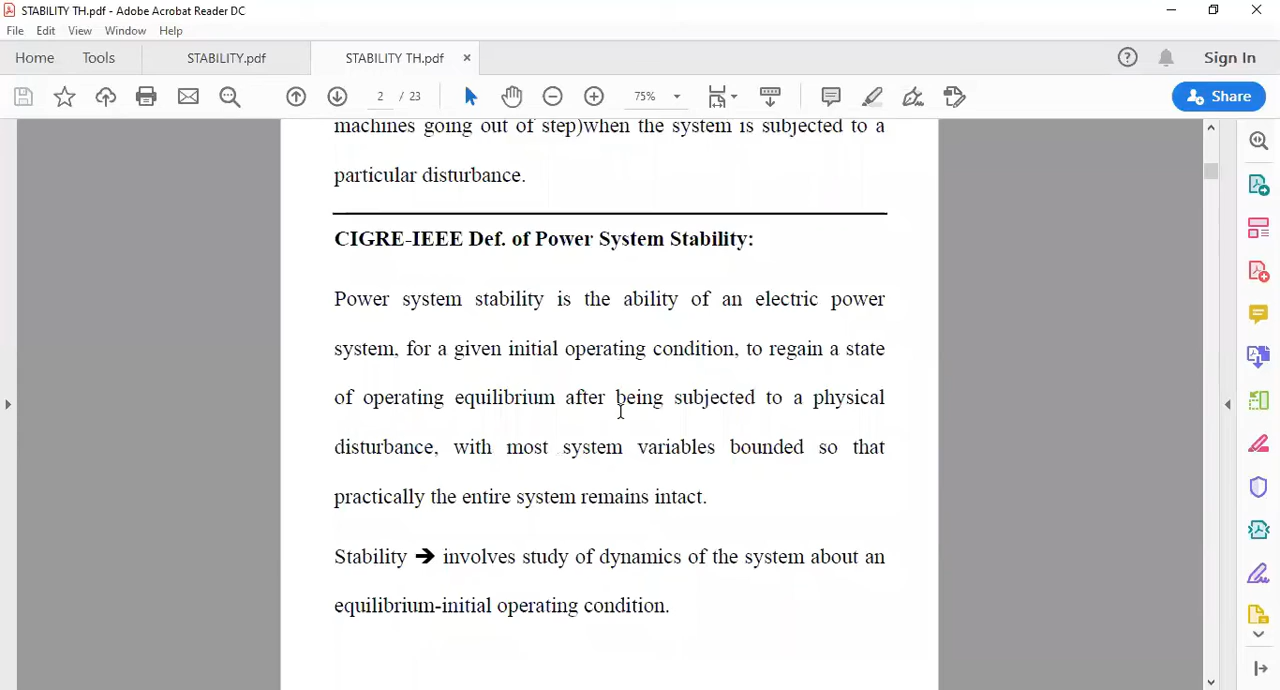 STABILITY TH.pdf - Adobe Acrobat Reader DC
File Edit View Window Help
Home Tools STABILITY.pdf STABILITY TH.pdf × Sign In
2 / 23 75% Share
machines going out of step)when the system is subjected to a
particular disturbance.
CIGRE-IEEE Def. of Power System Stability:
Power system stability is the ability of an electric power
system, for a given initial operating condition, to regain a state
of operating equilibrium after being subjected to a physical
disturbance, with most system variables bounded so that
practically the entire system remains intact.
Stability ➔ involves study of dynamics of the system about an
equilibrium-initial operating condition.